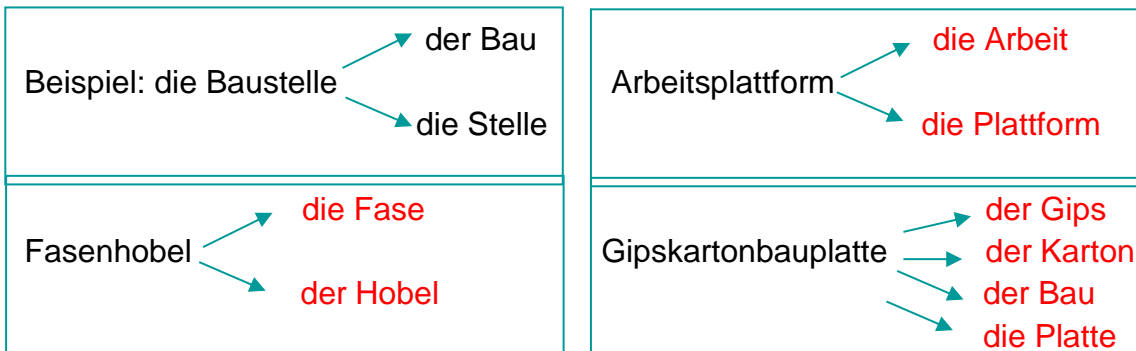 der Bau
Beispiel: die Baustelle
die Stelle
die Arbeit
Arbeitsplattform
die Plattform
die Fase
Fasenhobel
der Hobel
der Gips
Gipskartonbauplatte
der Karton
der Bau
die Platte